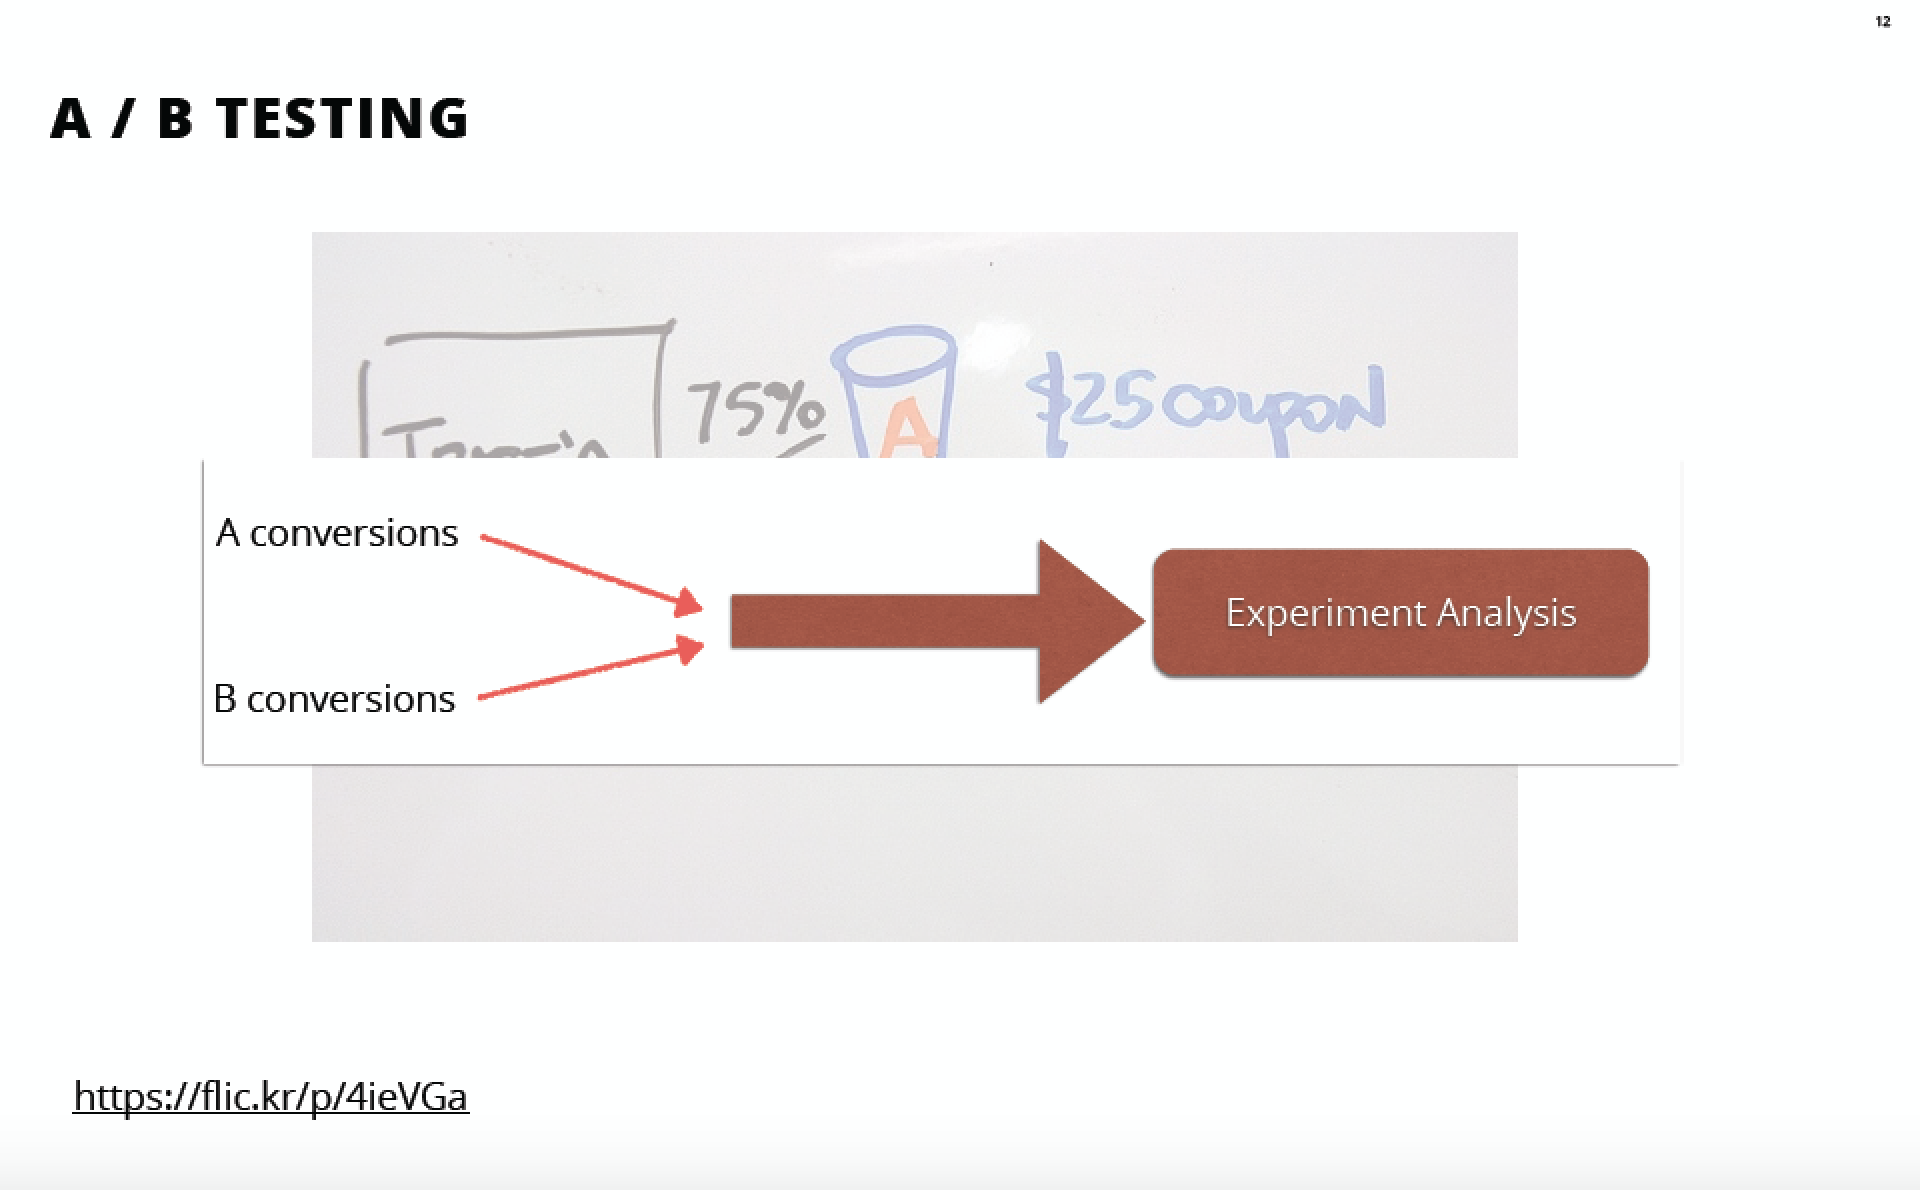 12
A / B TESTING
75%
A
$25 coupon
A conversions
B conversions
Experiment Analysis
https://flic.kr/p/4ieVGa